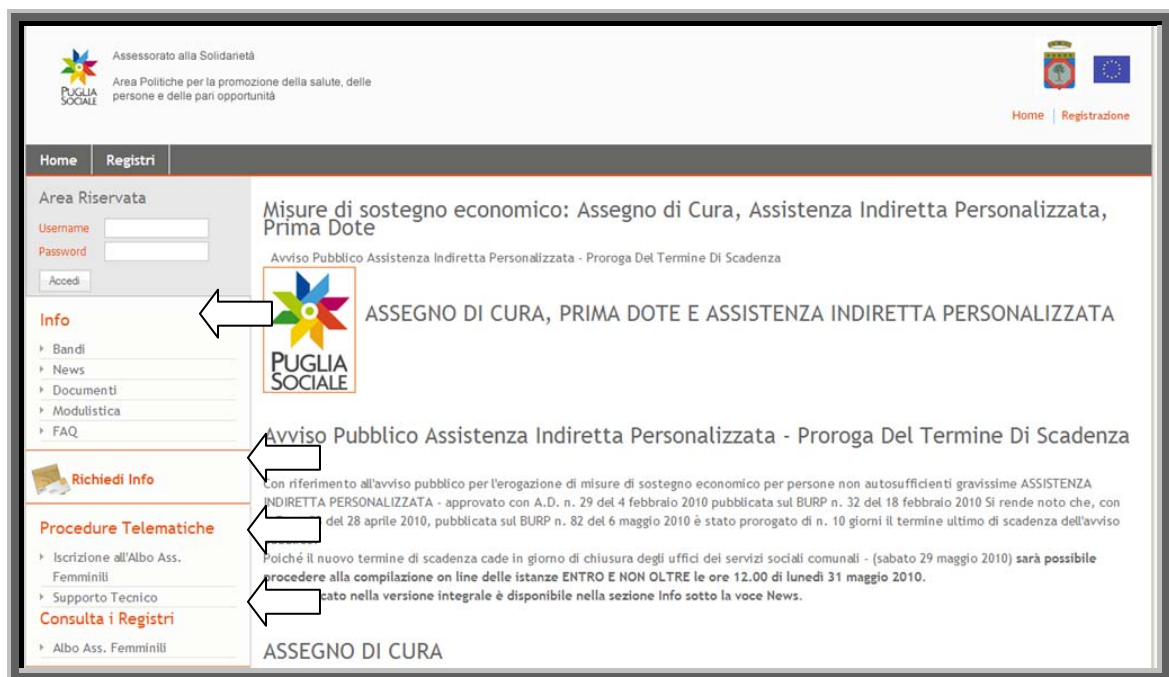 Assessorato alla Solidarietà
Area Politiche per la promozione della salute, delle
persone e delle pari opportunità
PUGLIA
SOCIALE
Home | Registrazione
Home
Registri
Area Riservata
Username
Password
Accedi
Info
Bandi
News
Documenti
Modulistica
FAQ
Richiedi Info
Procedure Telematiche
Iscrizione all'Albo Ass.
Femminili
Supporto Tecnico
Consulta i Registri
Albo Ass. Femminili
Misure di sostegno economico: Assegno di Cura, Assistenza Indiretta Personalizzata,
Prima Dote
Avviso Pubblico Assistenza Indiretta Personalizzata - Proroga Del Termine Di Scadenza
PUGLIA
SOCIALE
ASSEGNO DI CURA, PRIMA DOTE E ASSISTENZA INDIRETTA PERSONALIZZATA
Avviso Pubblico Assistenza Indiretta Personalizzata - Proroga Del Termine Di Scadenza
Con riferimento all'avviso pubblico per l'erogazione di misure di sostegno economico per persone non autosufficienti gravissime ASSISTENZA
INDIRETTA PERSONALIZZATA - approvato con A.D. n. 29 del 4 febbraio 2010 pubblicata sul BURP n. 32 del 18 febbraio 2010 Si rende noto che, con
del 28 aprile 2010, pubblicata sul BURP n. 82 del 6 maggio 2010 è stato prorogato di n. 10 giorni il termine ultimo di scadenza dell'avviso
Poiché il nuovo termine di scadenza cade in giorno di chiusura degli uffici dei servizi sociali comunali - (sabato 29 maggio 2010) sarà possibile
procedere alla compilazione on line delle istanze ENTRO E NON OLTRE le ore 12.00 di lunedì 31 maggio 2010.
nella versione integrale è disponibile nella sezione Info sotto la voce News.
ASSEGNO DI CURA